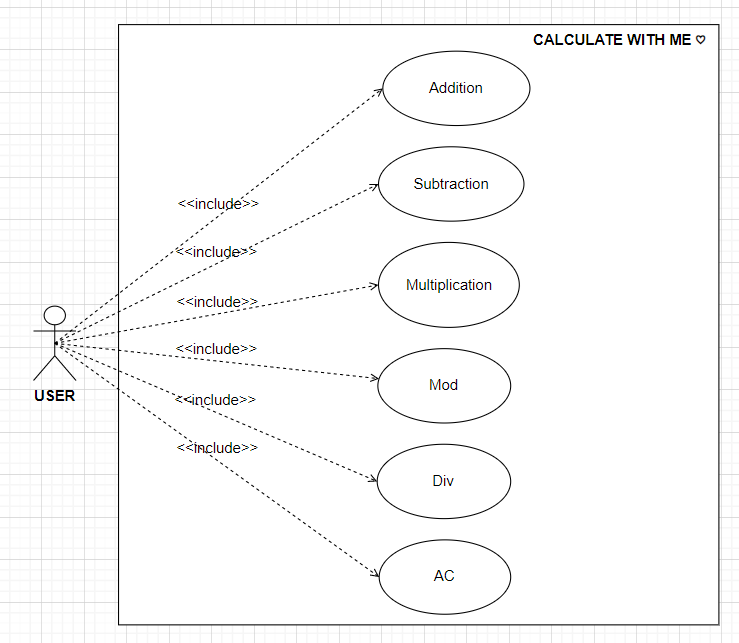 CALCULATE WITH ME ♡
Addition
<<include>>
Subtraction
<<include>>
Multiplication
<<include>>
<<include>>
Mod
USER
<<include>>
<<include>>
Div
AC